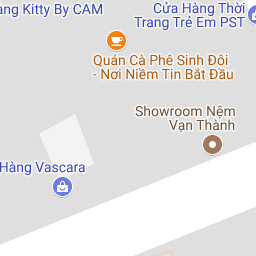 Kitty By CAM
Cửa Hàng Thời
Trang Trẻ Em PST
Quán Cà Phê Sinh Đôi
- Nơi Niềm Tin Bắt Đầu
Showroom Nệm
Vạn Thành
Hàng Vascara